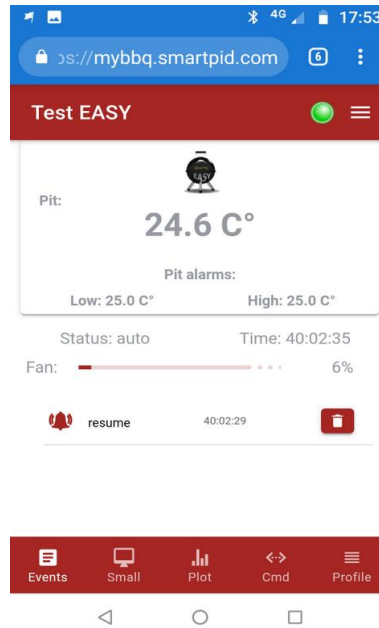 4G 17:53
ps://mybbq.smartpid.com 6
Test EASY
EASY
Pit:
24.6 C°
Pit alarms:
Low: 25.0 C° High: 25.0 C°
Status: auto Time: 40:02:35
Fan: 6%
resume 40:02:29
Events Small Plot Cmd Profile